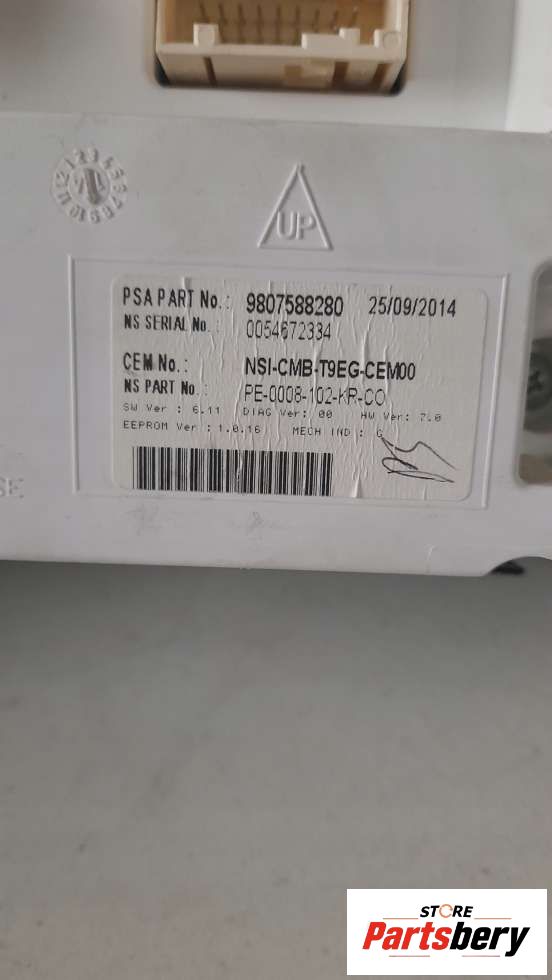 UP
PSA PART No.: 9807588280 25/09/2014
NS SERIAL No.: 0054672334
CEM No.: NSI-CMB-T9EG-CEM00
NS PART No.: PE-0008-102-KR-CO
SW Ver : 6.11 DIAG Ver: 00 HW Ver: 7.0
EEPROM Ver : 1.0.16 MECH IND : G
SE
STORE
Partsbery